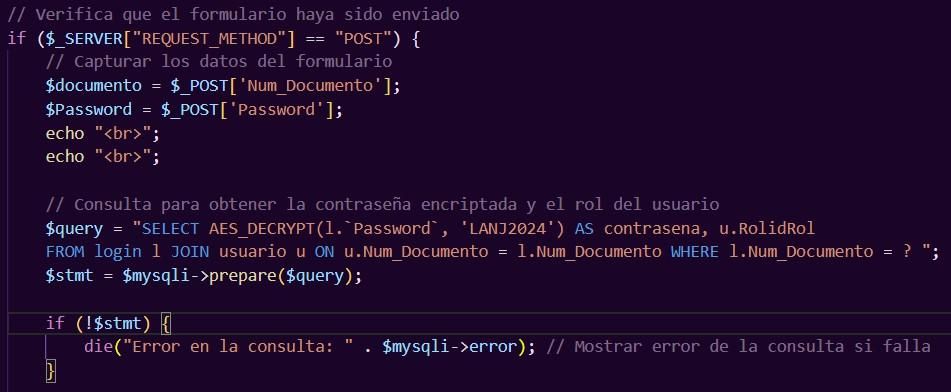 // Verifica que el formulario haya sido enviado
if ($_SERVER["REQUEST_METHOD"] == "POST") {
    // Capturar los datos del formulario
    $documento = $_POST['Num_Documento'];
    $Password = $_POST['Password'];
    echo "<br>";
    echo "<br>";

    // Consulta para obtener la contraseña encriptada y el rol del usuario
    $query = "SELECT AES_DECRYPT(l.`Password`, 'LANJ2024') AS contrasena, u.RolidRol
    FROM login l JOIN usuario u ON u.Num_Documento = l.Num_Documento WHERE l.Num_Documento = ? ";
    $stmt = $mysqli->prepare($query);

    if (!$stmt) {
        die("Error en la consulta: " . $mysqli->error); // Mostrar error de la consulta si falla
    }